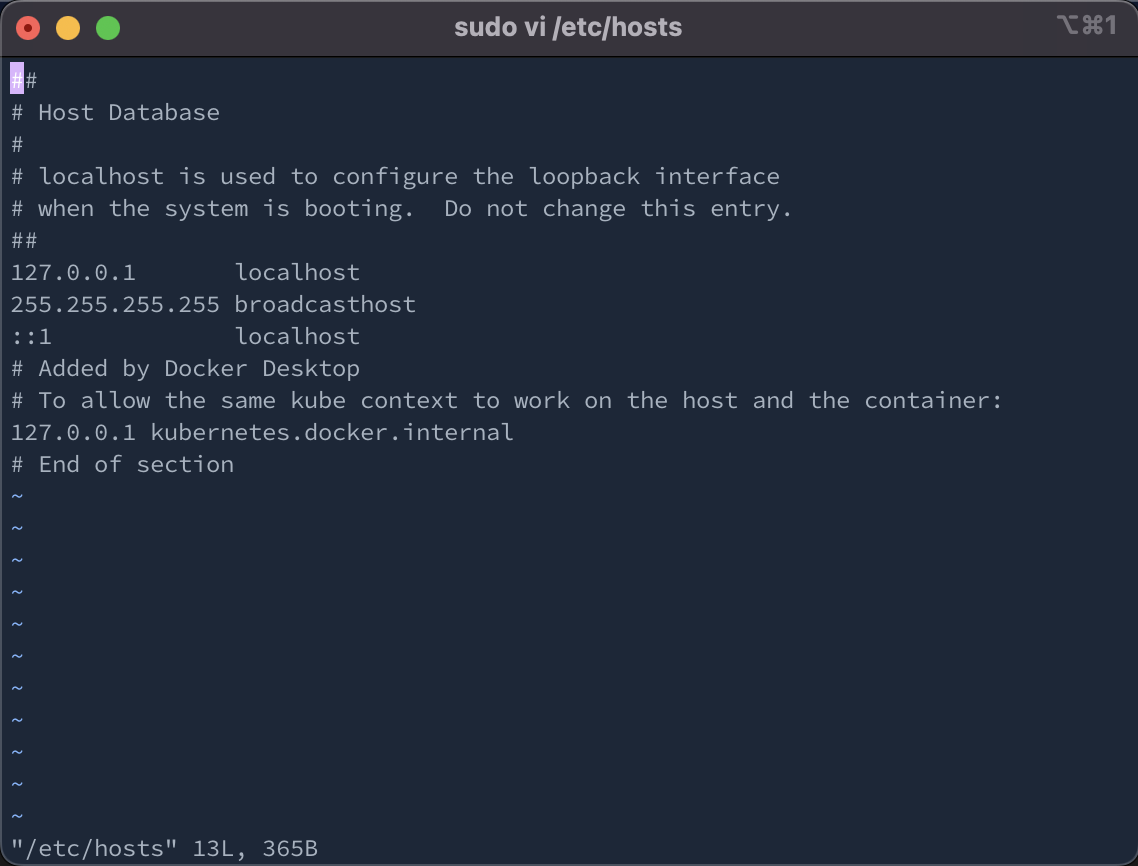 sudo vi /etc/hosts ⌥⌘1
##
# Host Database
#
# localhost is used to configure the loopback interface
# when the system is booting.  Do not change this entry.
##
127.0.0.1       localhost
255.255.255.255 broadcasthost
::1             localhost
# Added by Docker Desktop
# To allow the same kube context to work on the host and the container:
127.0.0.1 kubernetes.docker.internal
# End of section
~
~
~
~
~
~
~
~
~
~
~
"/etc/hosts" 13L, 365B